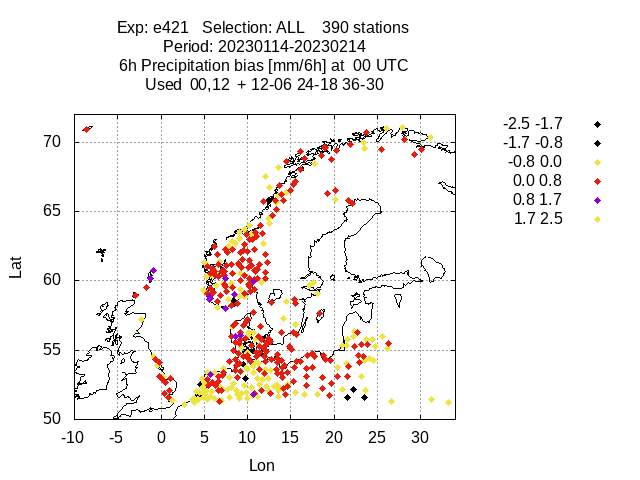 Exp: e421 Selection: ALL 390 stations
Period: 20230114-20230214
6h Precipitation bias [mm/6h] at 00 UTC
Used 00,12 + 12-06 24-18 36-30
-2.5 -1.7
-1.7 -0.8
-0.8 0.0
0.0 0.8
0.8 1.7
1.7 2.5
70
65
60
55
50
Lat
-10 -5 0 5 10 15 20 25 30
Lon